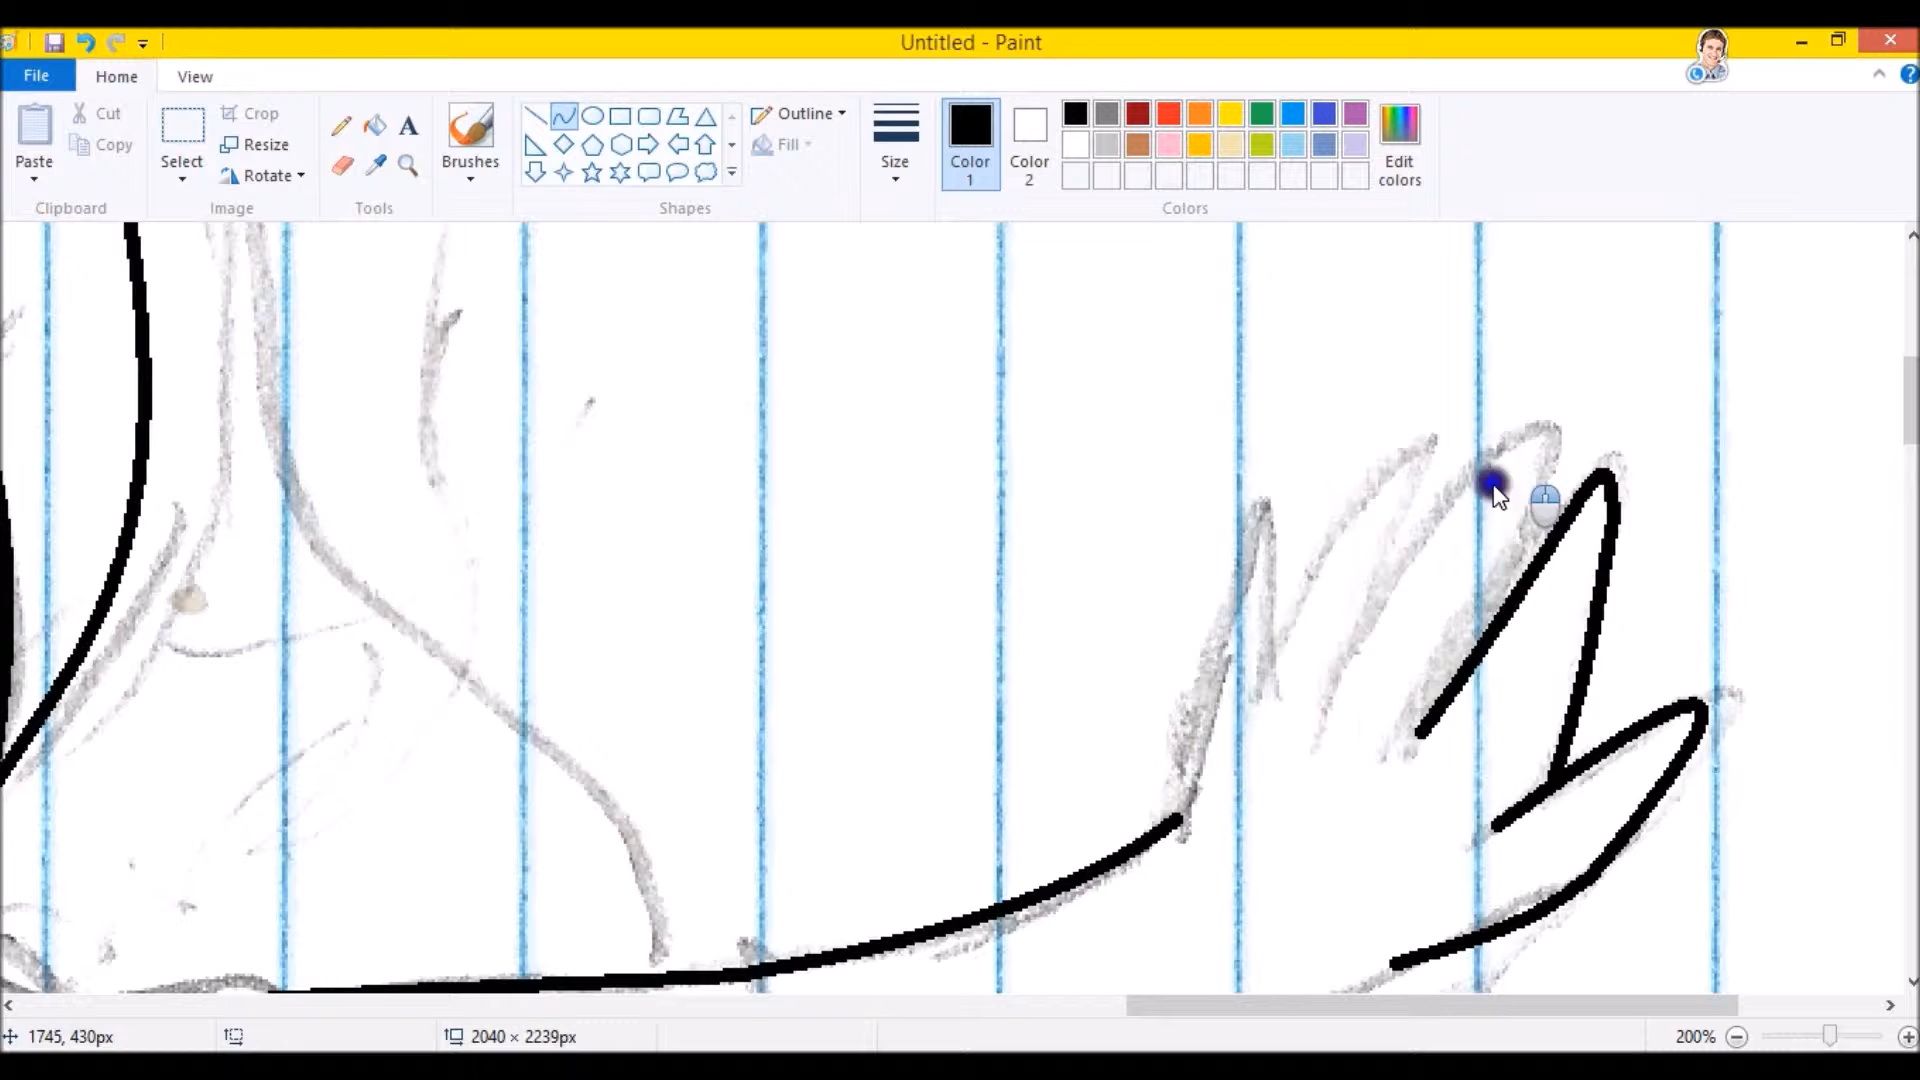 Untitled - Paint
File
Home
View
Paste
Cut
Copy
Clipboard
Select
Crop
Resize
Rotate
Image
A
Tools
Brushes
Outline
Fill
Shapes
Size
Color
1
Color
2
Edit
colors
Colors
?
1745, 430px
2040 × 2239px
200%